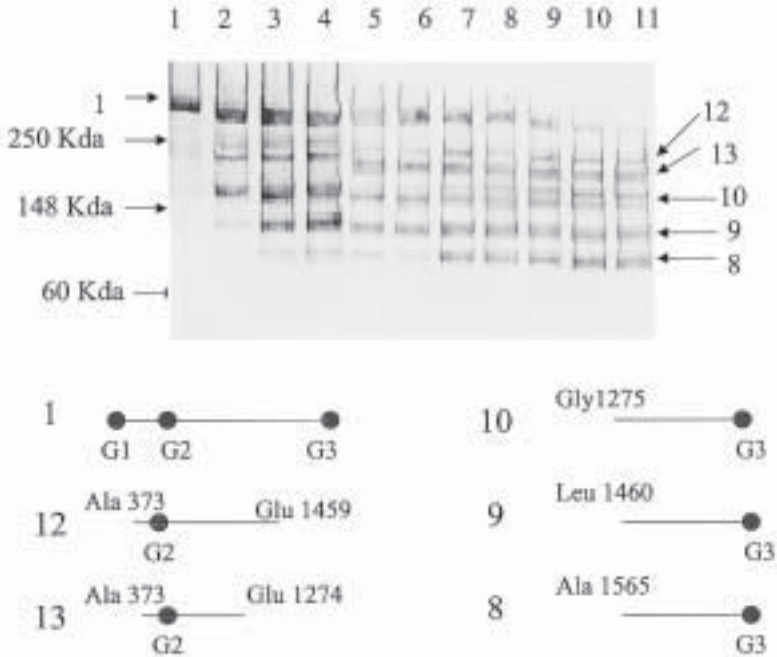 1 2 3 4 5 6 7 8 9 10 11
1
250 Kda
148 Kda
60 Kda
12
13
10
9
8
1
G1 G2 G3
12
Ala 373
Glu 1459
G2
13
Ala 373
Glu 1274
G2
10
Gly1275
G3
9
Leu 1460
G3
8
Ala 1565
G3